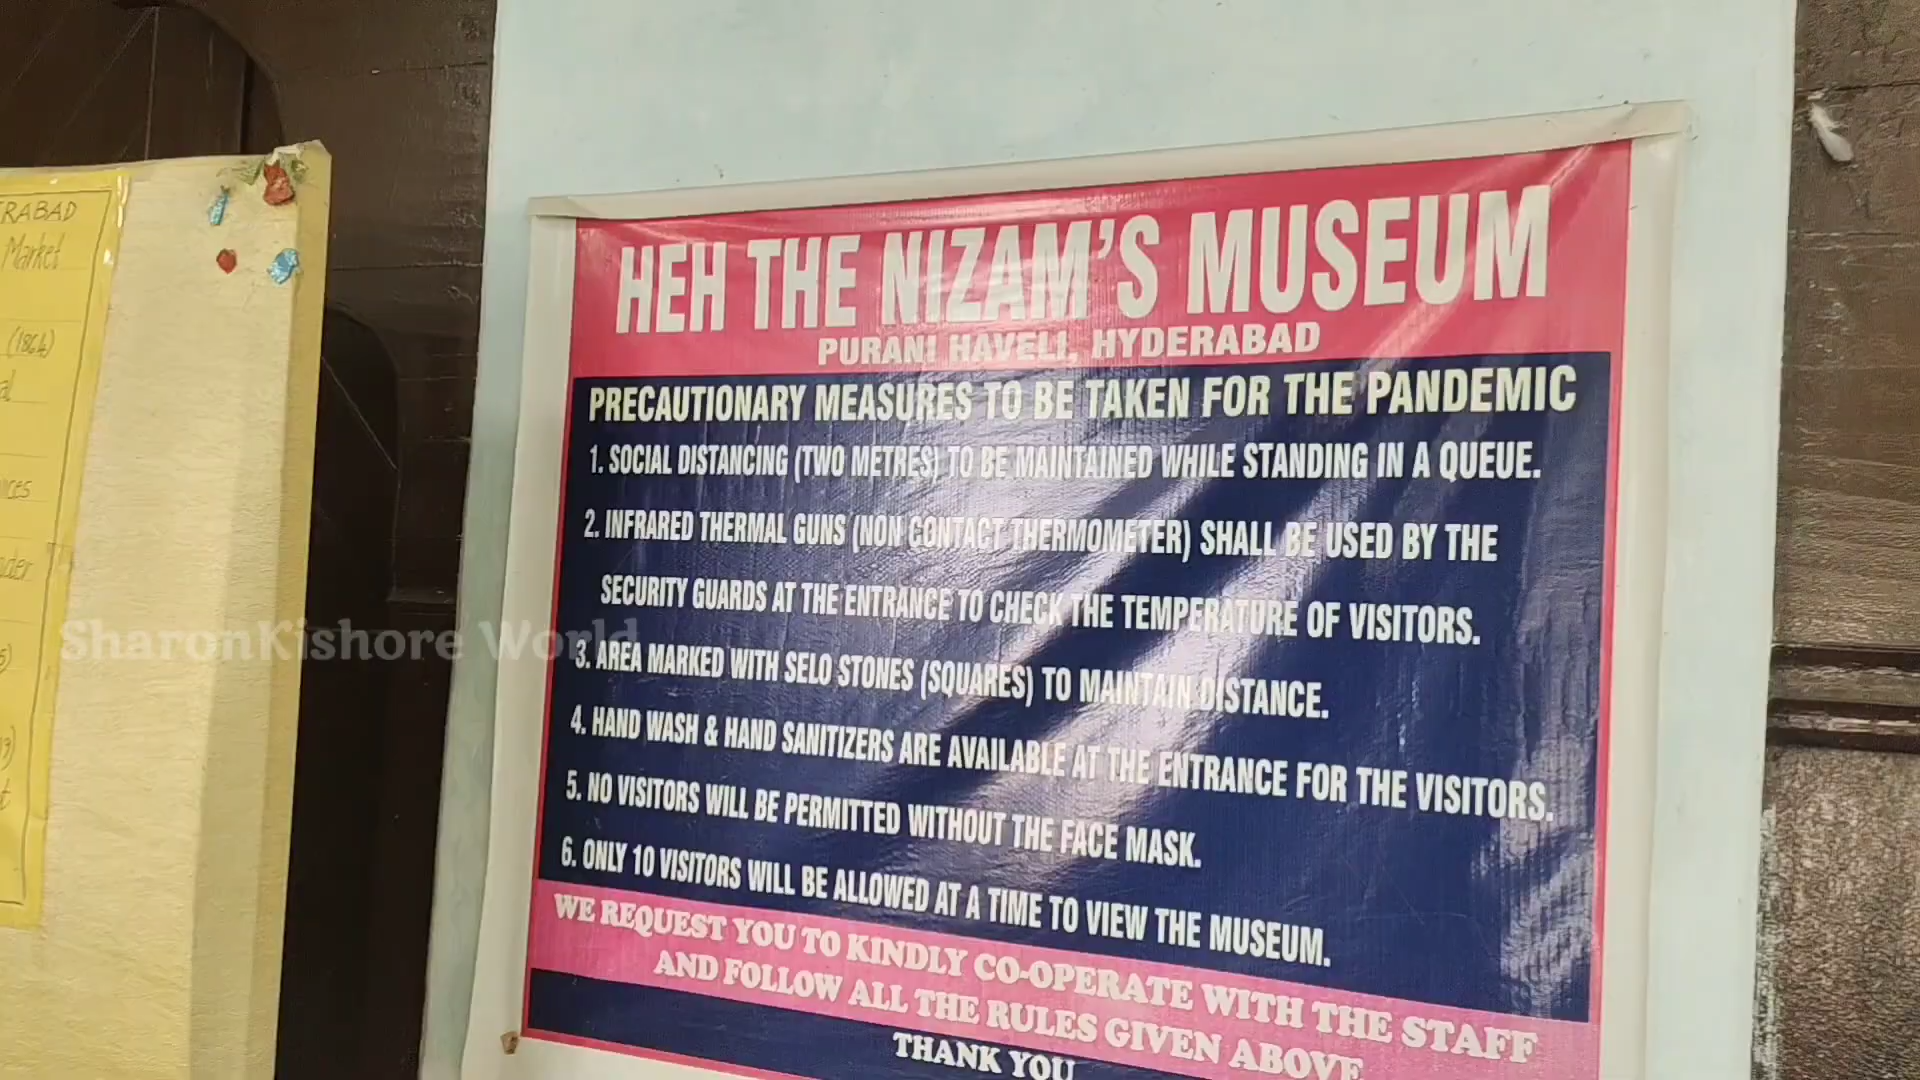 RABAD
Market
(1864)
HEH THE NIZAM'S MUSEUM
PURANI HAVELI, HYDERABAD
PRECAUTIONARY MEASURES TO BE TAKEN FOR THE PANDEMIC
1. SOCIAL DISTANCING (TWO METRES) TO BE MAINTAINED WHILE STANDING IN A QUEUE.
2. INFRARED THERMAL GUNS (NON CONTACT THERMOMETER) SHALL BE USED BY THE
SECURITY GUARDS AT THE ENTRANCE TO CHECK THE TEMPERATURE OF VISITORS.
3. AREA MARKED WITH SELO STONES (SQUARES) TO MAINTAIN DISTANCE.
4. HAND WASH & HAND SANITIZERS ARE AVAILABLE AT THE ENTRANCE FOR THE VISITORS.
5. NO VISITORS WILL BE PERMITTED WITHOUT THE FACE MASK.
6. ONLY 10 VISITORS WILL BE ALLOWED AT A TIME TO VIEW THE MUSEUM.
WE REQUEST YOU TO KINDLY CO-OPERATE WITH THE STAFF
AND FOLLOW ALL THE RULES GIVEN ABOVE
THANK YOU
SharonKishore World